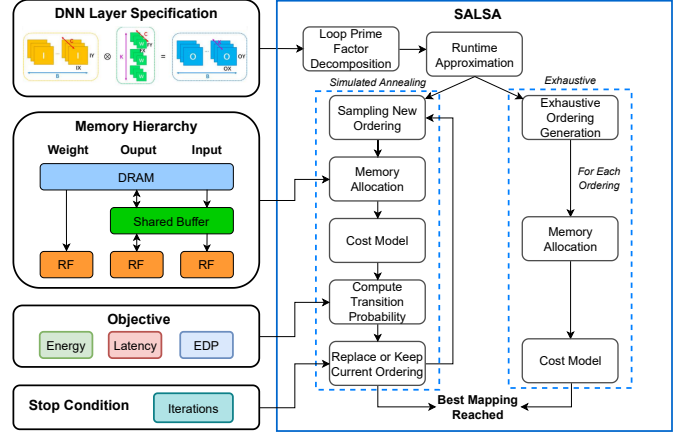 DNN Layer Specification
C
I
I
IY
IX
B
⊗
C
K
W
FY
FX
W
W
=
O
O
OY
OX
B
Memory Hierarchy
Weight
Ouput
Input
DRAM
Shared Buffer
RF
RF
RF
Objective
Energy
Latency
EDP
Stop Condition
Iterations
SALSA
Loop Prime
Factor
Decomposition
Runtime
Approximation
Simulated Annealing
Exhaustive
Sampling New
Ordering
Memory
Allocation
Cost Model
Compute
Transition
Probability
Replace or Keep
Current Ordering
Exhaustive
Ordering
Generation
For Each
Ordering
Memory
Allocation
Cost Model
Best Mapping
Reached